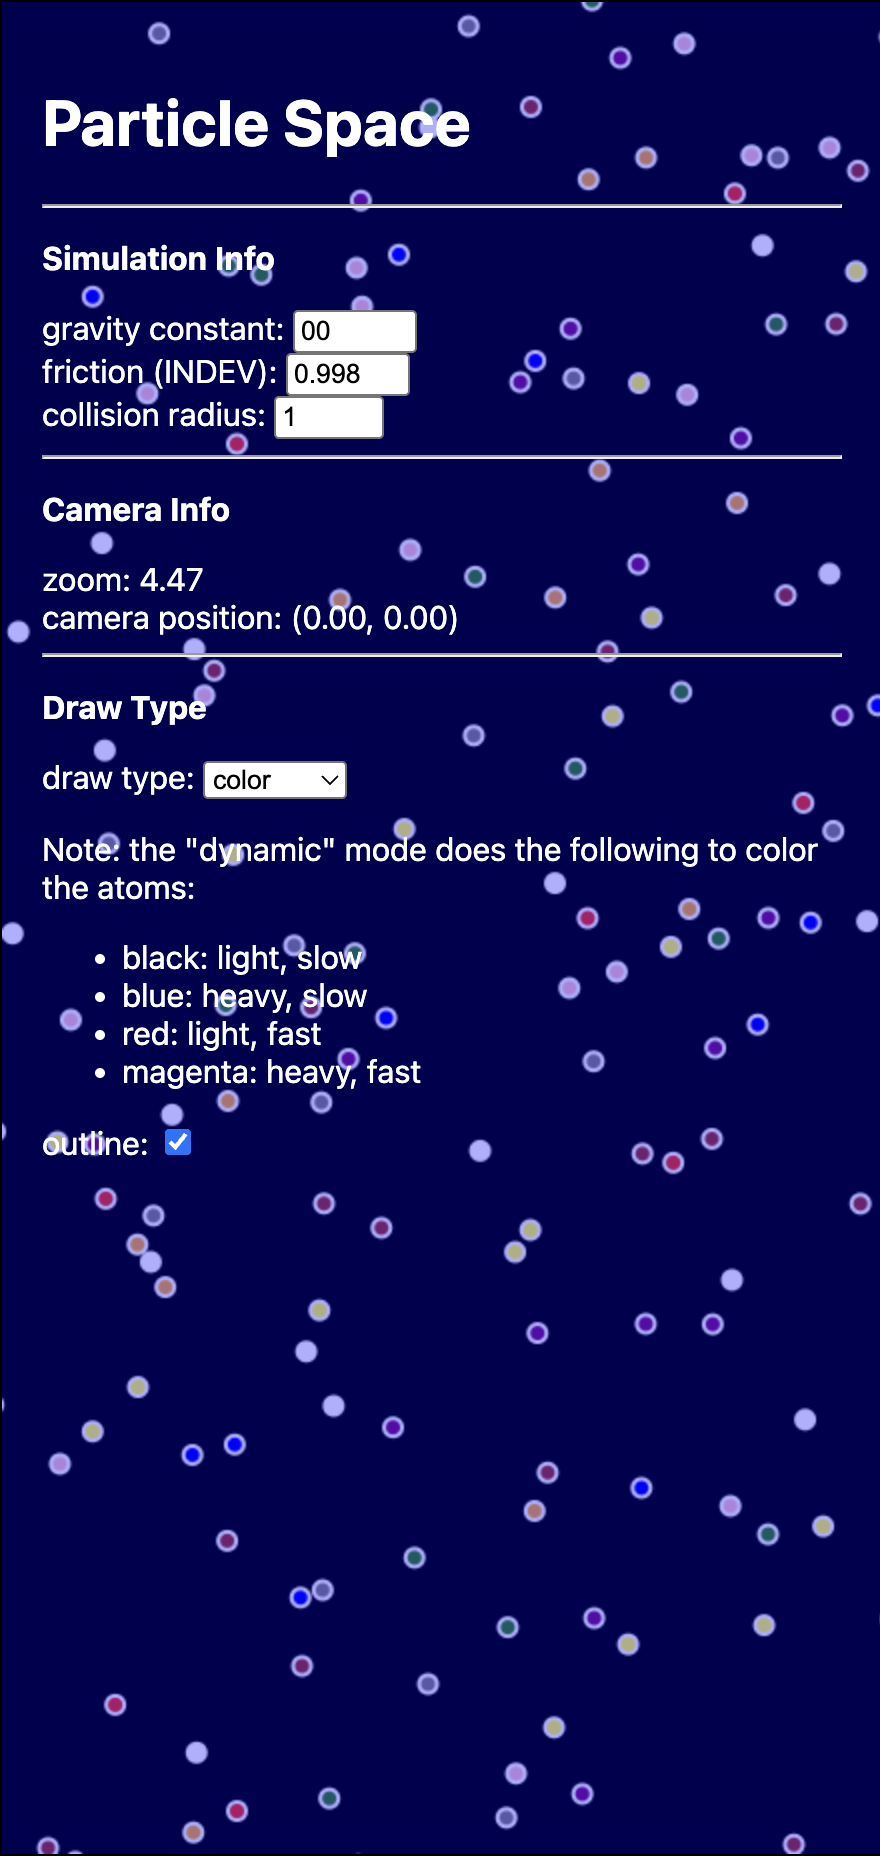 Particle Space
Simulation Info
gravity constant: 00
friction (INDEV): 0.998
collision radius: 1
Camera Info
zoom: 4.47
camera position: (0.00, 0.00)
Draw Type
draw type: color
Note: the "dynamic" mode does the following to color
the atoms:
• black: light, slow
• blue: heavy, slow
• red: light, fast
• magenta: heavy, fast
outline: